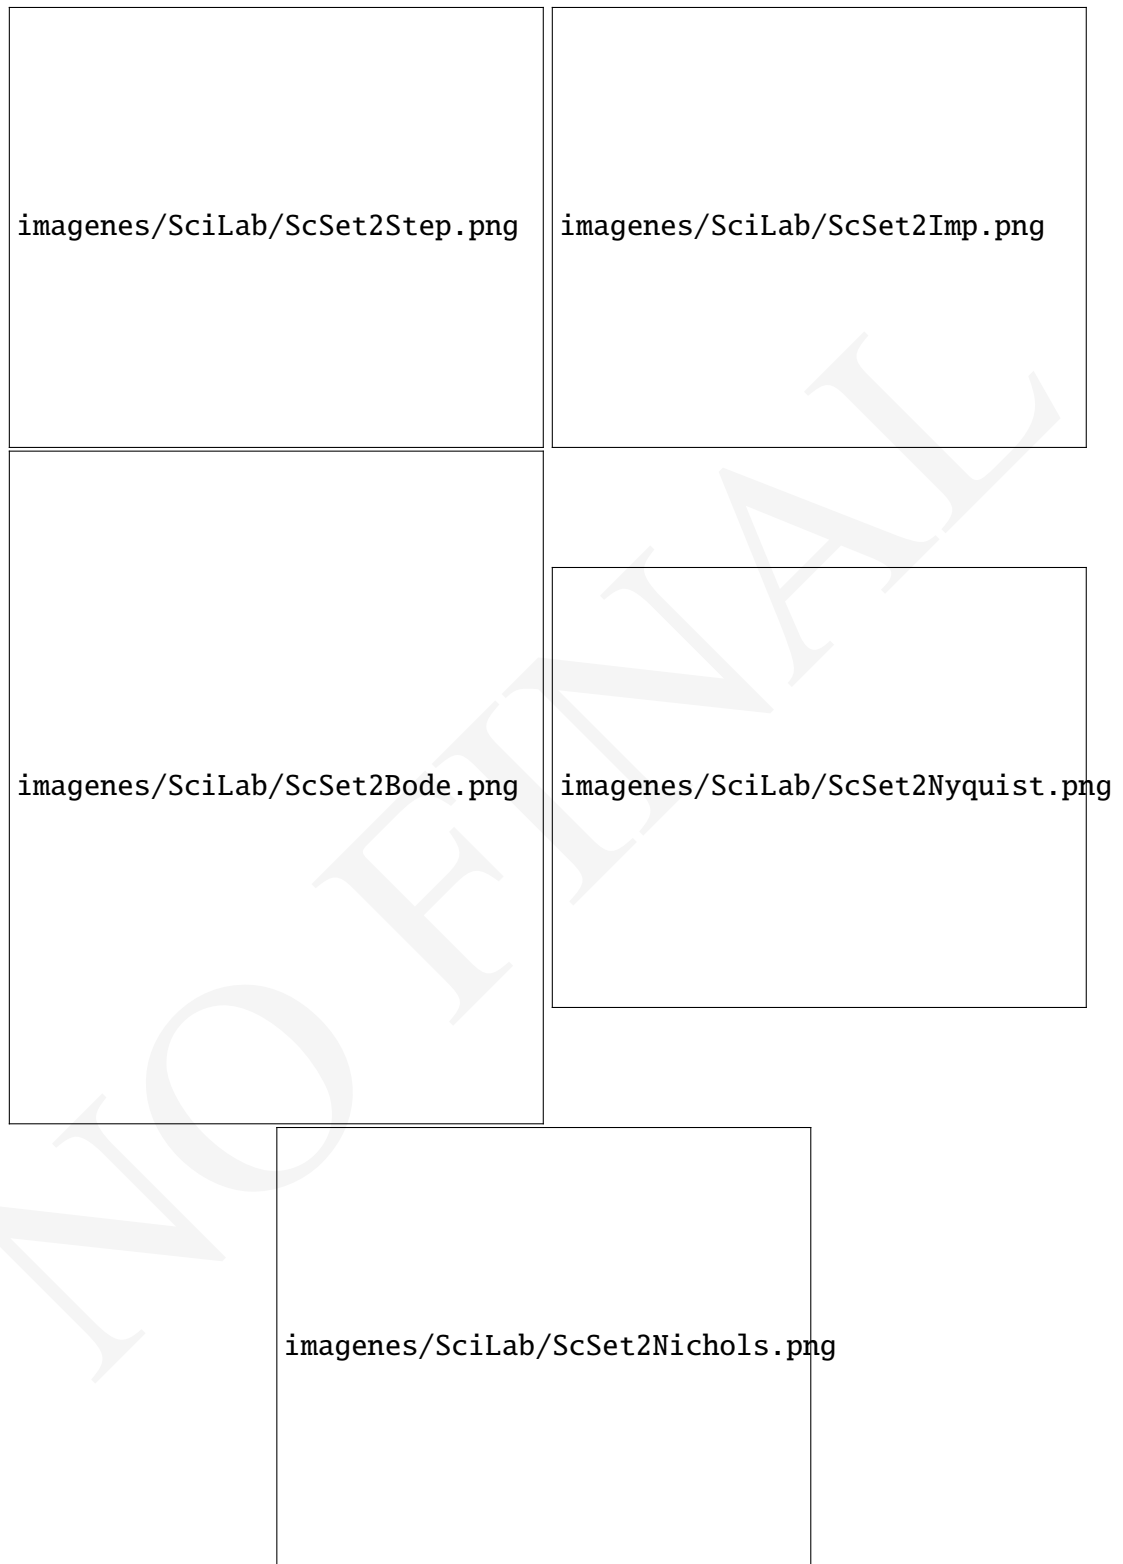 imagenes/SciLab/ScSet2Step.png
imagenes/SciLab/ScSet2Imp.png
imagenes/SciLab/ScSet2Bode.png
imagenes/SciLab/ScSet2Nyquist.png
imagenes/SciLab/ScSet2Nichols.png
NO FINAL